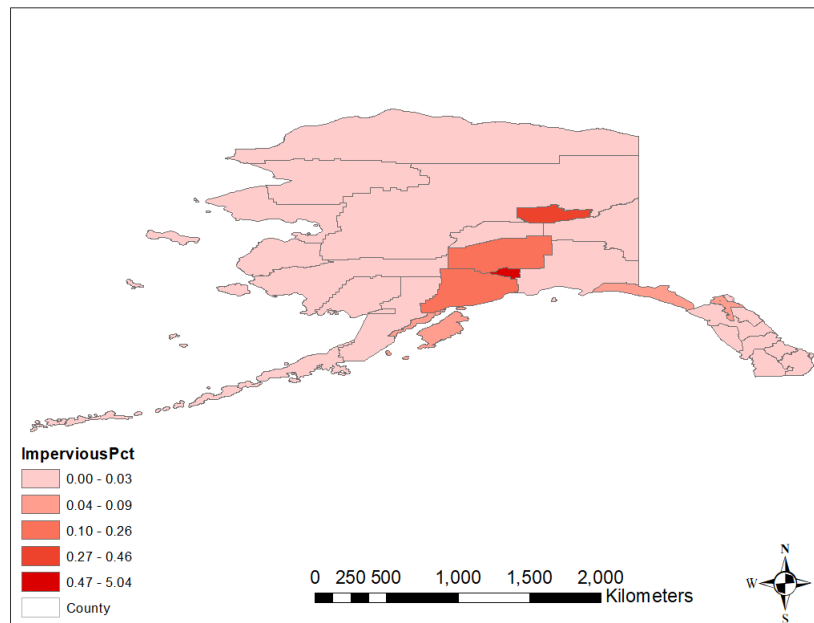 ImperviousPct
0.00 - 0.03
0.04 - 0.09
0.10 - 0.26
0.27 - 0.46
0.47 - 5.04
County
0 250 500 1,000 1,500 2,000
Kilometers
N
W E
S